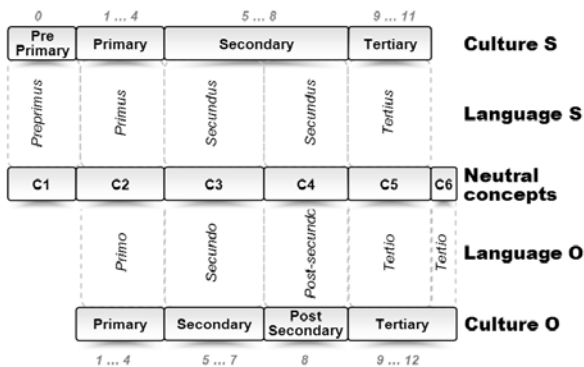 0 1 ... 4 5 ... 8 9 ... 11
Pre Primary Primary Secondary Tertiary Culture S
Preprimus Primus Secundus Secundus Tertius Language S
C1 C2 C3 C4 C5 C6 Neutral concepts
Primo Secundo Post-secundc Tertio Tertio Language O
Primary Secondary Post Secondary Tertiary Culture O
1 ... 4 5 ... 7 8 9 ... 12